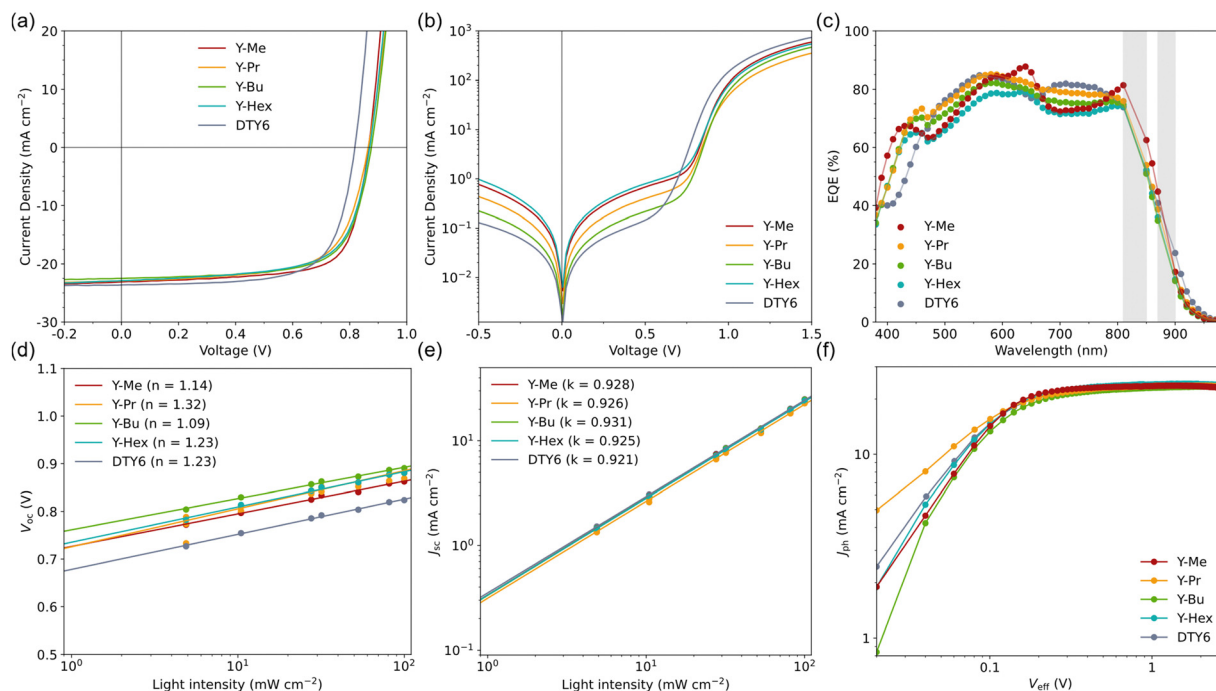 (a)
20
10
0
-10
-20
-30
Current Density (mA cm⁻²)
-0.2
0.0
0.2
0.4
0.6
0.8
1.0
Voltage (V)
Y-Me
Y-Pr
Y-Bu
Y-Hex
DTY6
(b)
10³
10²
10¹
10⁰
10⁻¹
10⁻²
Current Density (mA cm⁻²)
-0.5
0.0
0.5
1.0
1.5
Voltage (V)
Y-Me
Y-Pr
Y-Bu
Y-Hex
DTY6
(c)
100
80
60
40
20
0
EQE (%)
400
500
600
700
800
900
Wavelength (nm)
Y-Me
Y-Pr
Y-Bu
Y-Hex
DTY6
(d)
1.1
1.0
0.9
0.8
0.7
0.6
0.5
Voc (V)
10⁰
10¹
10²
Light intensity (mW cm⁻²)
Y-Me (n = 1.14)
Y-Pr (n = 1.32)
Y-Bu (n = 1.09)
Y-Hex (n = 1.23)
DTY6 (n = 1.23)
(e)
10¹
10⁰
10⁻¹
Jsc (mA cm⁻²)
10⁰
10¹
10²
Light intensity (mW cm⁻²)
Y-Me (k = 0.928)
Y-Pr (k = 0.926)
Y-Bu (k = 0.931)
Y-Hex (k = 0.925)
DTY6 (k = 0.921)
(f)
10
1
Jph (mA cm⁻²)
0.1
1
Veff (V)
Y-Me
Y-Pr
Y-Bu
Y-Hex
DTY6